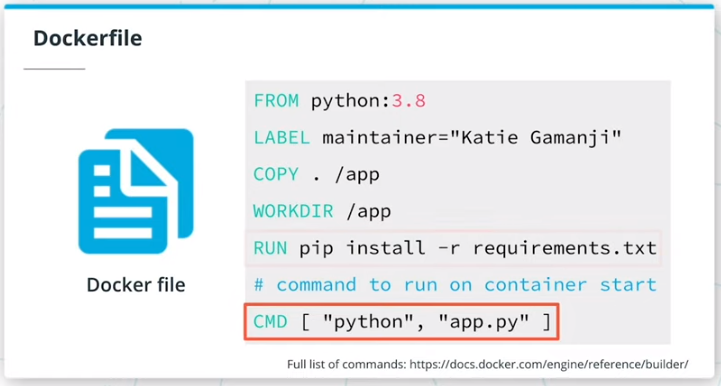 Dockerfile
FROM python:3.8
LABEL maintainer="Katie Gamanji"
COPY . /app
WORKDIR /app
RUN pip install -r requirements.txt
# command to run on container start
CMD [ "python", "app.py" ]
Docker file
Full list of commands: https://docs.docker.com/engine/reference/builder/